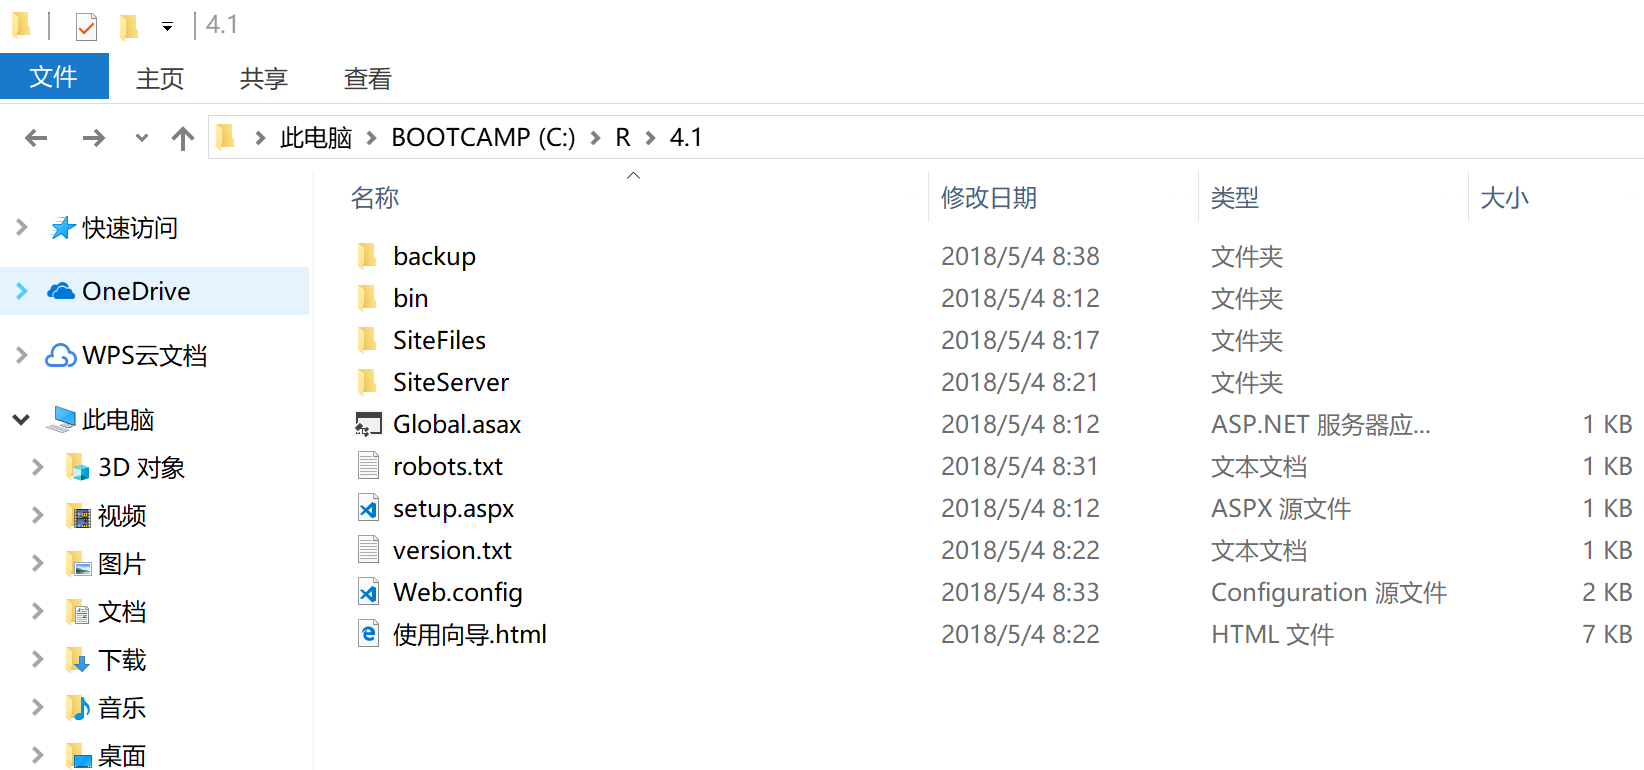 4.1
文件 主页 共享 查看
此电脑 BOOTCAMP (C:) R 4.1
名称 修改日期 类型 大小
快速访问
OneDrive
WPS云文档
此电脑
3D 对象
视频
图片
文档
下载
音乐
桌面
backup 2018/5/4 8:38 文件夹
bin 2018/5/4 8:12 文件夹
SiteFiles 2018/5/4 8:17 文件夹
SiteServer 2018/5/4 8:21 文件夹
Global.asax 2018/5/4 8:12 ASP.NET 服务器应... 1 KB
robots.txt 2018/5/4 8:31 文本文档 1 KB
setup.aspx 2018/5/4 8:12 ASPX 源文件 1 KB
version.txt 2018/5/4 8:22 文本文档 1 KB
Web.config 2018/5/4 8:33 Configuration 源文件 2 KB
使用向导.html 2018/5/4 8:22 HTML 文件 7 KB